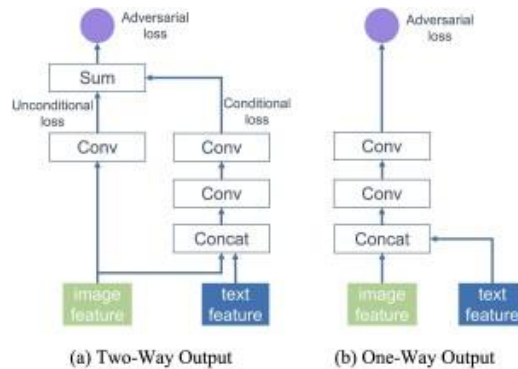 Adversarial
loss
Sum
Unconditional
loss
Conditional
loss
Conv
Conv
Conv
Concat
image
feature
text
feature
(a) Two-Way Output
Adversarial
loss
Conv
Conv
Concat
image
feature
text
feature
(b) One-Way Output